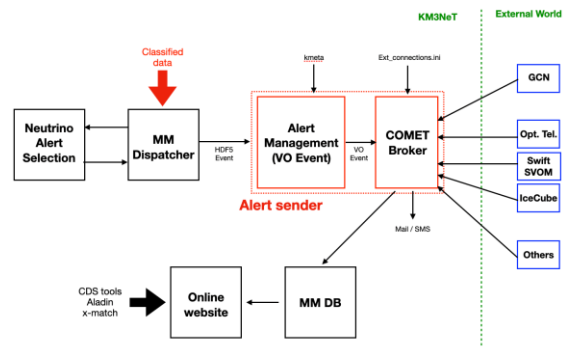 KM3NeT
External World
Classified
data
kmeta
Ext_connections.ini
GCN
Neutrino
Alert
Selection
MM
Dispatcher
HDF5
Event
Alert
Management
(VO Event)
VO
Event
COMET
Broker
Opt. Tel.
Swift
SVOM
IceCube
Alert sender
Mail / SMS
Others
CDS tools
Aladin
x-match
Online
website
MM DB